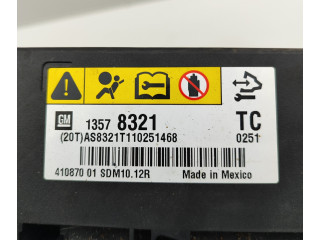 GM 1357 8321 TC
(20T)AS8321T110251468 0251
410870 01 SDM10.12R Made in Mexico